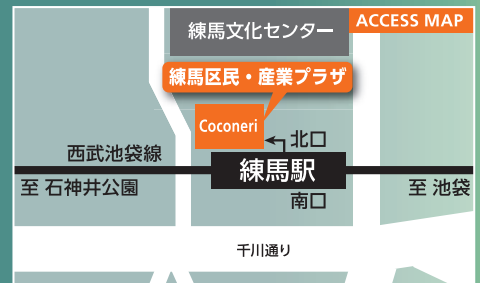 ACCESS MAP
練馬文化センター
練馬区民・産業プラザ
Coconeri
北口
西武池袋線
練馬駅
至 石神井公園
至 池袋
南口
千川通り